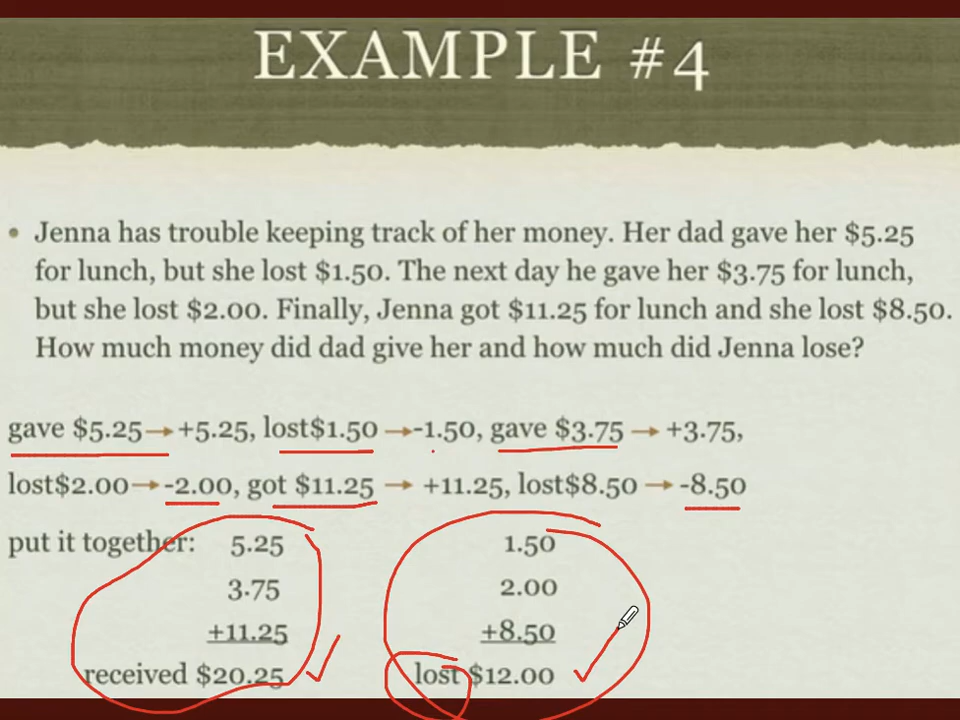 EXAMPLE #4
• Jenna has trouble keeping track of her money. Her dad gave her $5.25
for lunch, but she lost $1.50. The next day he gave her $3.75 for lunch,
but she lost $2.00. Finally, Jenna got $11.25 for lunch and she lost $8.50.
How much money did dad give her and how much did Jenna lose?
gave $5.25→+5.25, lost$1.50 →-1.50, gave $3.75 → +3.75,
lost$2.00→-2.00, got $11.25 → +11.25, lost$8.50→ -8.50
put it together: 5.25 1.50
3.75 2.00
+11.25 +8.50
received $20.25 lost $12.00